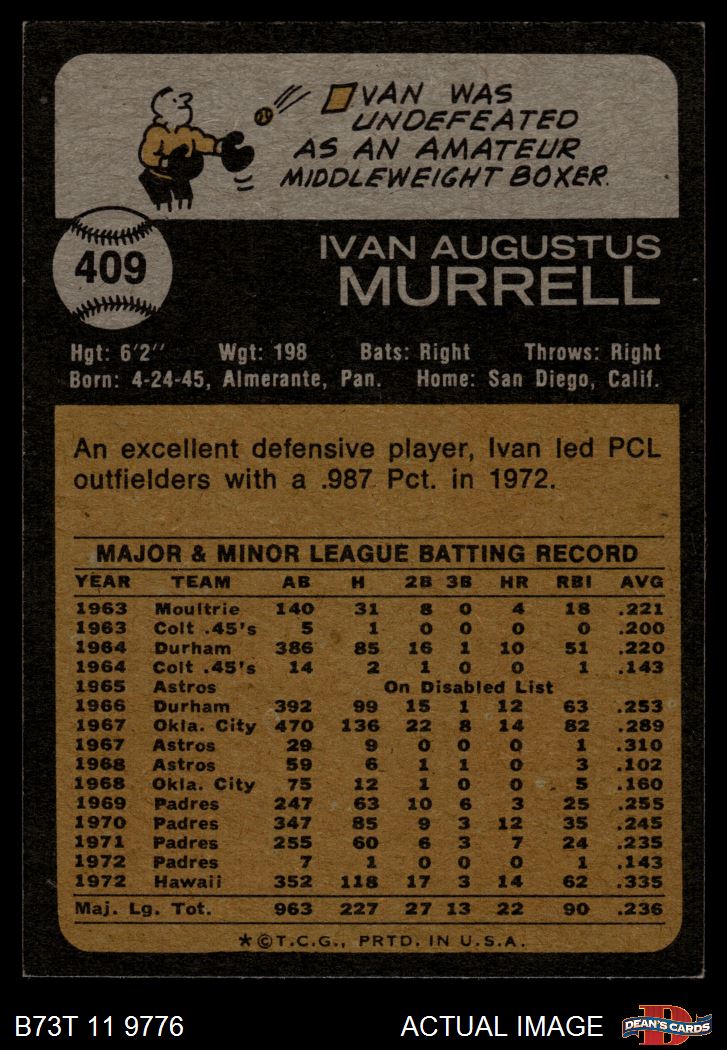 IVAN WAS
UNDEFEATED
AS AN AMATEUR
MIDDLEWEIGHT BOXER.
409
IVAN AUGUSTUS
MURRELL
Hgt: 6'2'' Wgt: 198 Bats: Right Throws: Right
Born: 4-24-45, Almerante, Pan. Home: San Diego, Calif.
An excellent defensive player, Ivan led PCL
outfielders with a .987 Pct. in 1972.
MAJOR & MINOR LEAGUE BATTING RECORD
YEAR TEAM AB H 2B 3B HR RBI AVG
1963 Moultrie 140 31 8 0 4 18 .221
1963 Colt .45's 5 1 0 0 0 0 .200
1964 Durham 386 85 16 1 10 51 .220
1964 Colt .45's 14 2 1 0 0 1 .143
1965 Astros On Disabled List
1966 Durham 392 99 15 1 12 63 .253
1967 Okla. City 470 136 22 8 14 82 .289
1967 Astros 29 9 0 0 0 1 .310
1968 Astros 59 6 1 1 0 3 .102
1968 Okla. City 75 12 1 0 0 5 .160
1969 Padres 247 63 10 6 3 25 .255
1970 Padres 347 85 9 3 12 35 .245
1971 Padres 255 60 6 3 7 24 .235
1972 Padres 7 1 0 0 0 1 .143
1972 Hawaii 352 118 17 3 14 62 .335
Maj. Lg. Tot. 963 227 27 13 22 90 .236
*©T.C.G., PRTD. IN U.S.A.
B73T 11 9776 ACTUAL IMAGE D DEAN'S CARDS